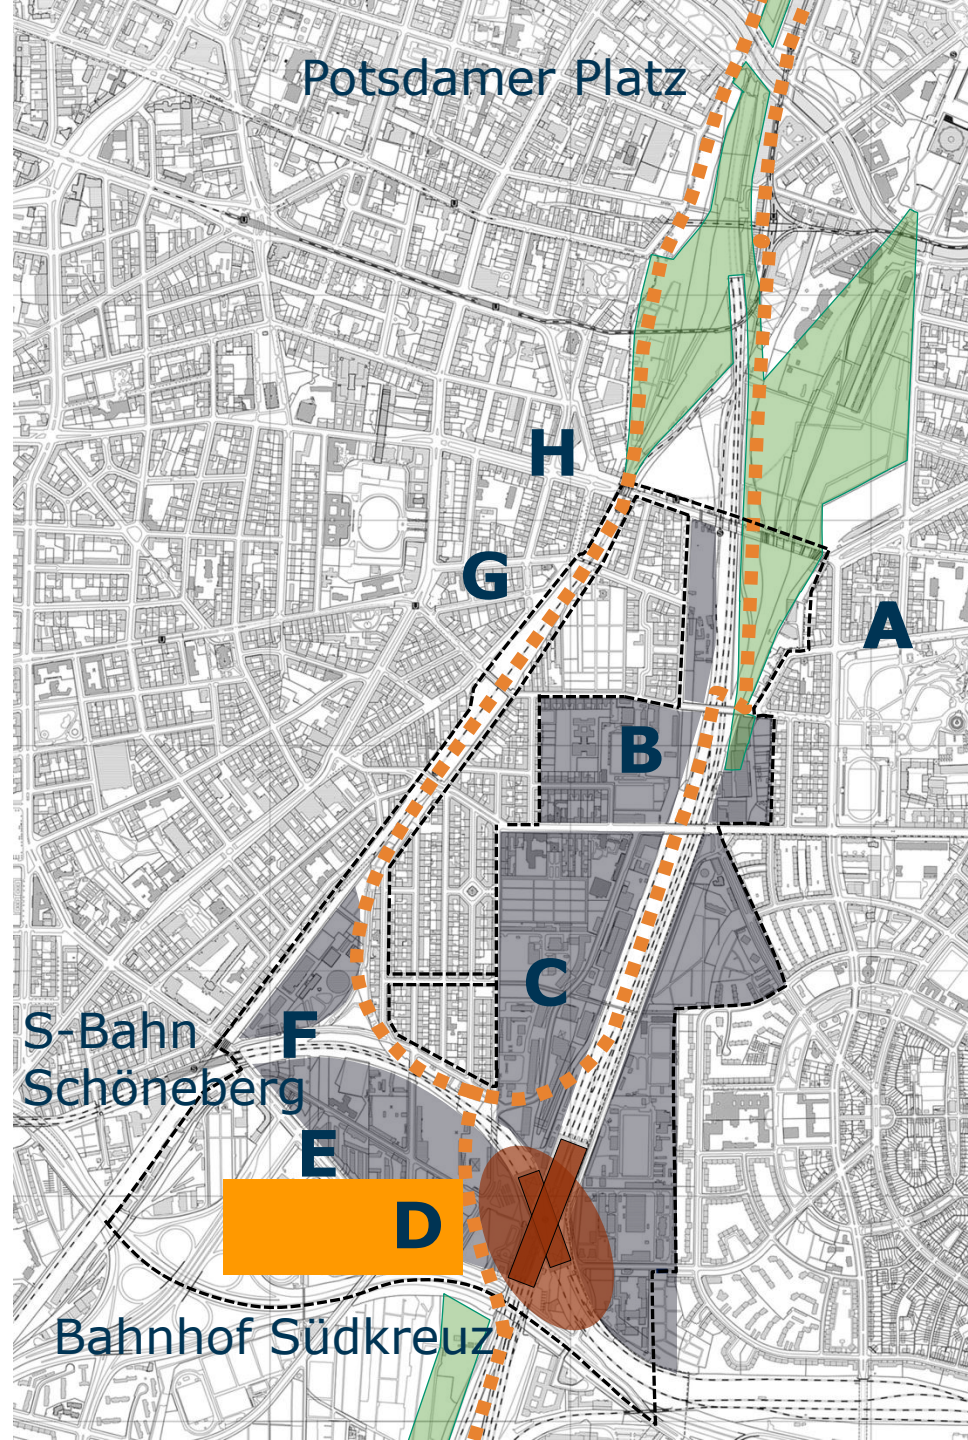 Potsdamer Platz
H
G
A
B
C
S-Bahn
Schöneberg
F
E
D
Bahnhof Südkreuz